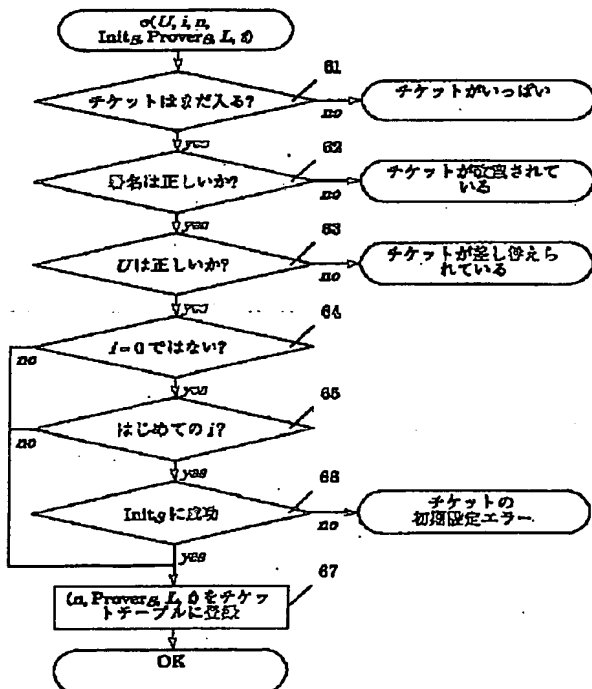 σ(U, i, n,
Init_g, Prover_g, L, t)
61
チケットはまだ入る?
no
チケットがいっぱい
yes
62
署名は正しいか?
no
チケットが改竄されて
いる
yes
63
Uは正しいか?
no
チケットが差し替えら
れている
yes
64
i=0ではない?
no
yes
65
はじめてのi?
no
yes
66
Init_gに成功
no
チケットの
初期設定エラー
yes
67
(n, Prover_g, L, t)をチケッ
トテーブルに登録
OK